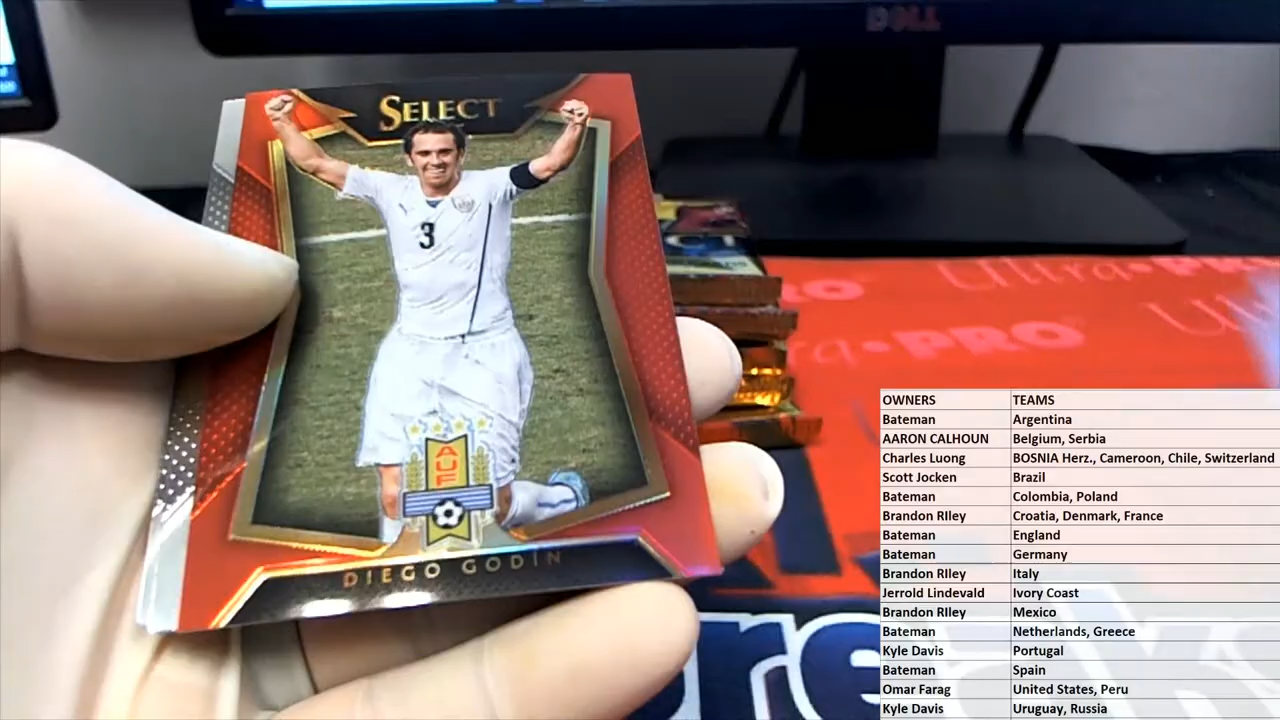 DELL
SELECT
3
AUF
DIEGO GODÍN
Ultra•PRO
OWNERS TEAMS
Bateman Argentina
AARON CALHOUN Belgium, Serbia
Charles Luong BOSNIA Herz., Cameroon, Chile, Switzerland
Scott Jocken Brazil
Bateman Colombia, Poland
Brandon RIley Croatia, Denmark, France
Bateman England
Bateman Germany
Brandon RIley Italy
Jerrold Lindevald Ivory Coast
Brandon RIley Mexico
Bateman Netherlands, Greece
Kyle Davis Portugal
Bateman Spain
Omar Farag United States, Peru
Kyle Davis Uruguay, Russia